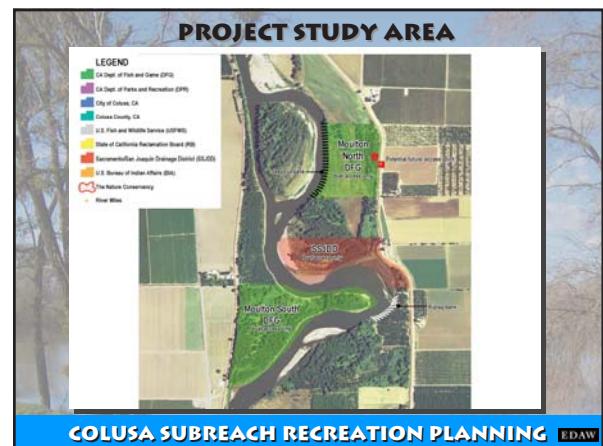 PROJECT STUDY AREA
LEGEND
CA Dept. of Fish and Game (DFG)
CA Dept. of Parks and Recreation (DPR)
City of Colusa, CA
Colusa County, CA
U.S. Fish and Wildlife Service (USFWS)
State of California Reclamation Board (RB)
Sacramento/San Joaquin Drainage District (SSJDD)
U.S. Bureau of Indian Affairs (BIA)
The Nature Conservancy
River Miles
Moulton
North
DFG
Potential future access
SSJDD
Moulton South
DFG
COLUSA SUBREACH RECREATION PLANNING
EDAW